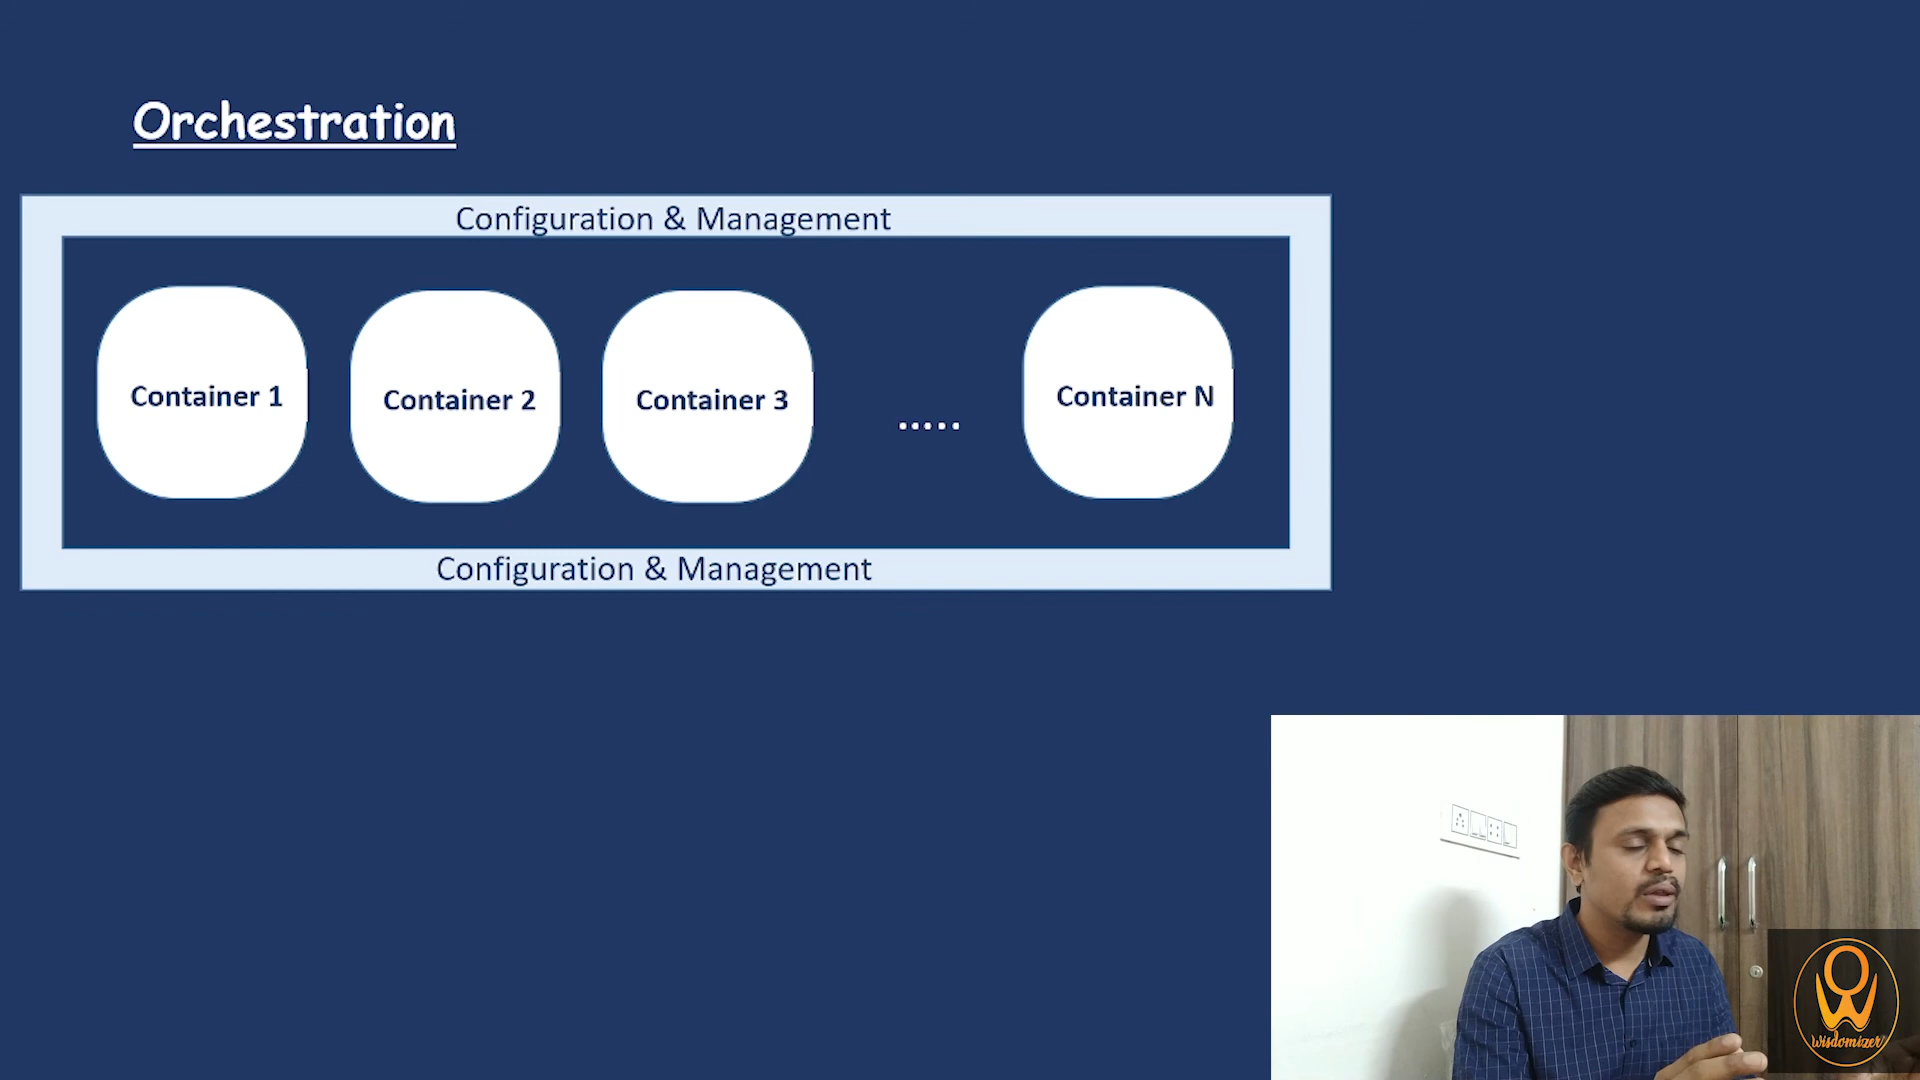 Orchestration
Configuration & Management
Container 1
Container 2
Container 3
.....
Container N
Configuration & Management
wisdomizer